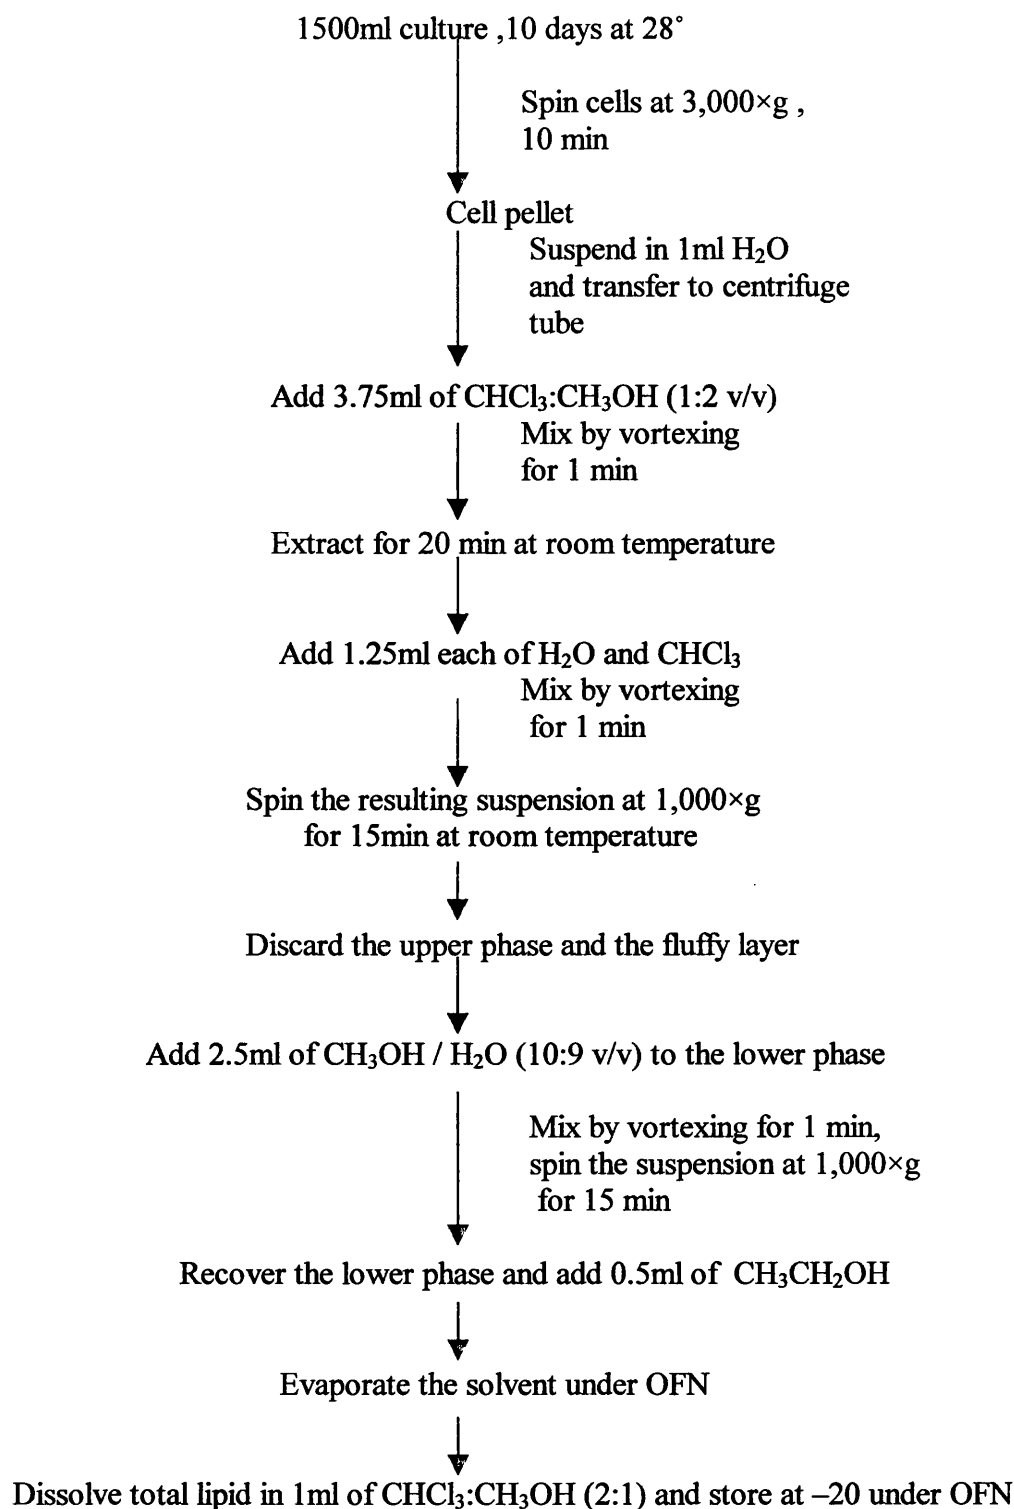 1500ml culture ,10 days at 28°
Spin cells at 3,000×g ,
10 min
Cell pellet
Suspend in 1ml H₂O
and transfer to centrifuge
tube
Add 3.75ml of CHCl₃:CH₃OH (1:2 v/v)
Mix by vortexing
for 1 min
Extract for 20 min at room temperature
Add 1.25ml each of H₂O and CHCl₃
Mix by vortexing
for 1 min
Spin the resulting suspension at 1,000×g
for 15min at room temperature
Discard the upper phase and the fluffy layer
Add 2.5ml of CH₃OH / H₂O (10:9 v/v) to the lower phase
Mix by vortexing for 1 min,
spin the suspension at 1,000×g
for 15 min
Recover the lower phase and add 0.5ml of CH₃CH₂OH
Evaporate the solvent under OFN
Dissolve total lipid in 1ml of CHCl₃:CH₃OH (2:1) and store at –20 under OFN